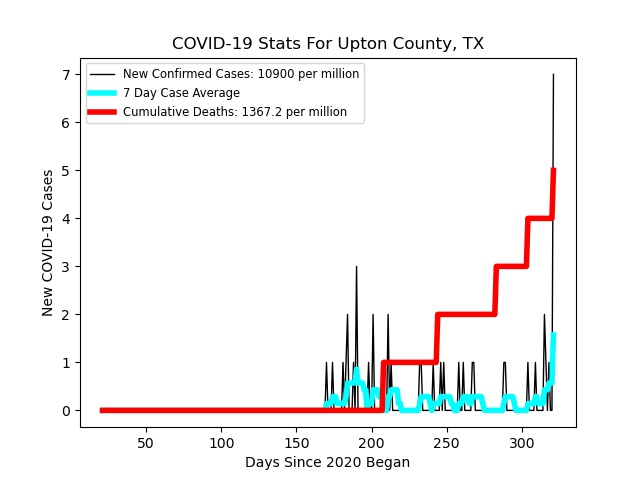 COVID-19 Stats For Upton County, TX
New Confirmed Cases: 10900 per million
7 Day Case Average
Cumulative Deaths: 1367.2 per million
New COVID-19 Cases
7
6
5
4
3
2
1
0
50 100 150 200 250 300
Days Since 2020 Began